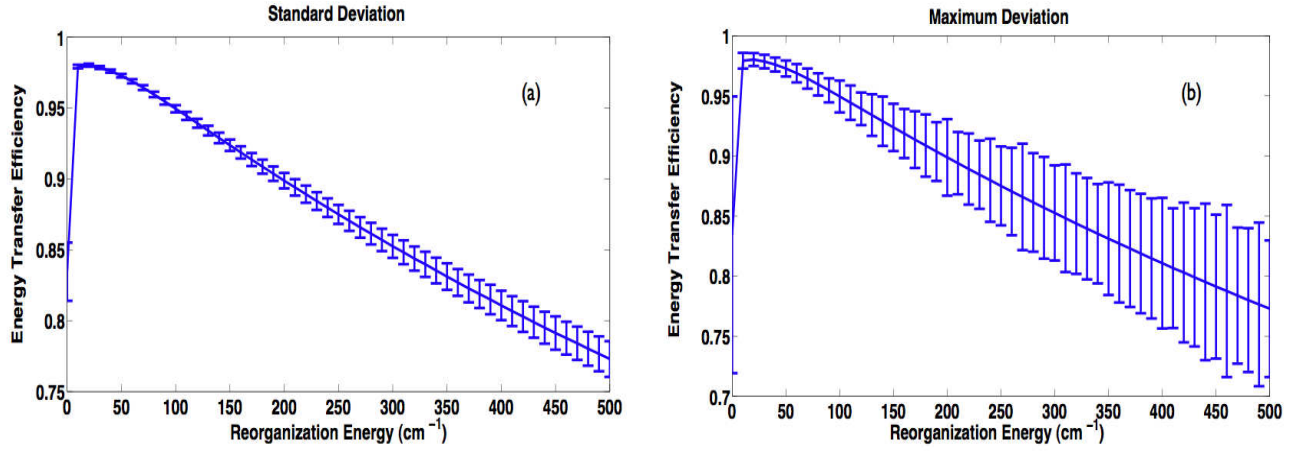 Standard Deviation
1
0.95
0.9
0.85
0.8
0.75
Energy Transfer Efficiency
(a)
0 50 100 150 200 250 300 350 400 450 500
Reorganization Energy (cm ⁻¹)
Maximum Deviation
1
0.95
0.9
0.85
0.8
0.75
0.7
Energy Transfer Efficiency
(b)
0 50 100 150 200 250 300 350 400 450 500
Reorganization Energy (cm ⁻¹)